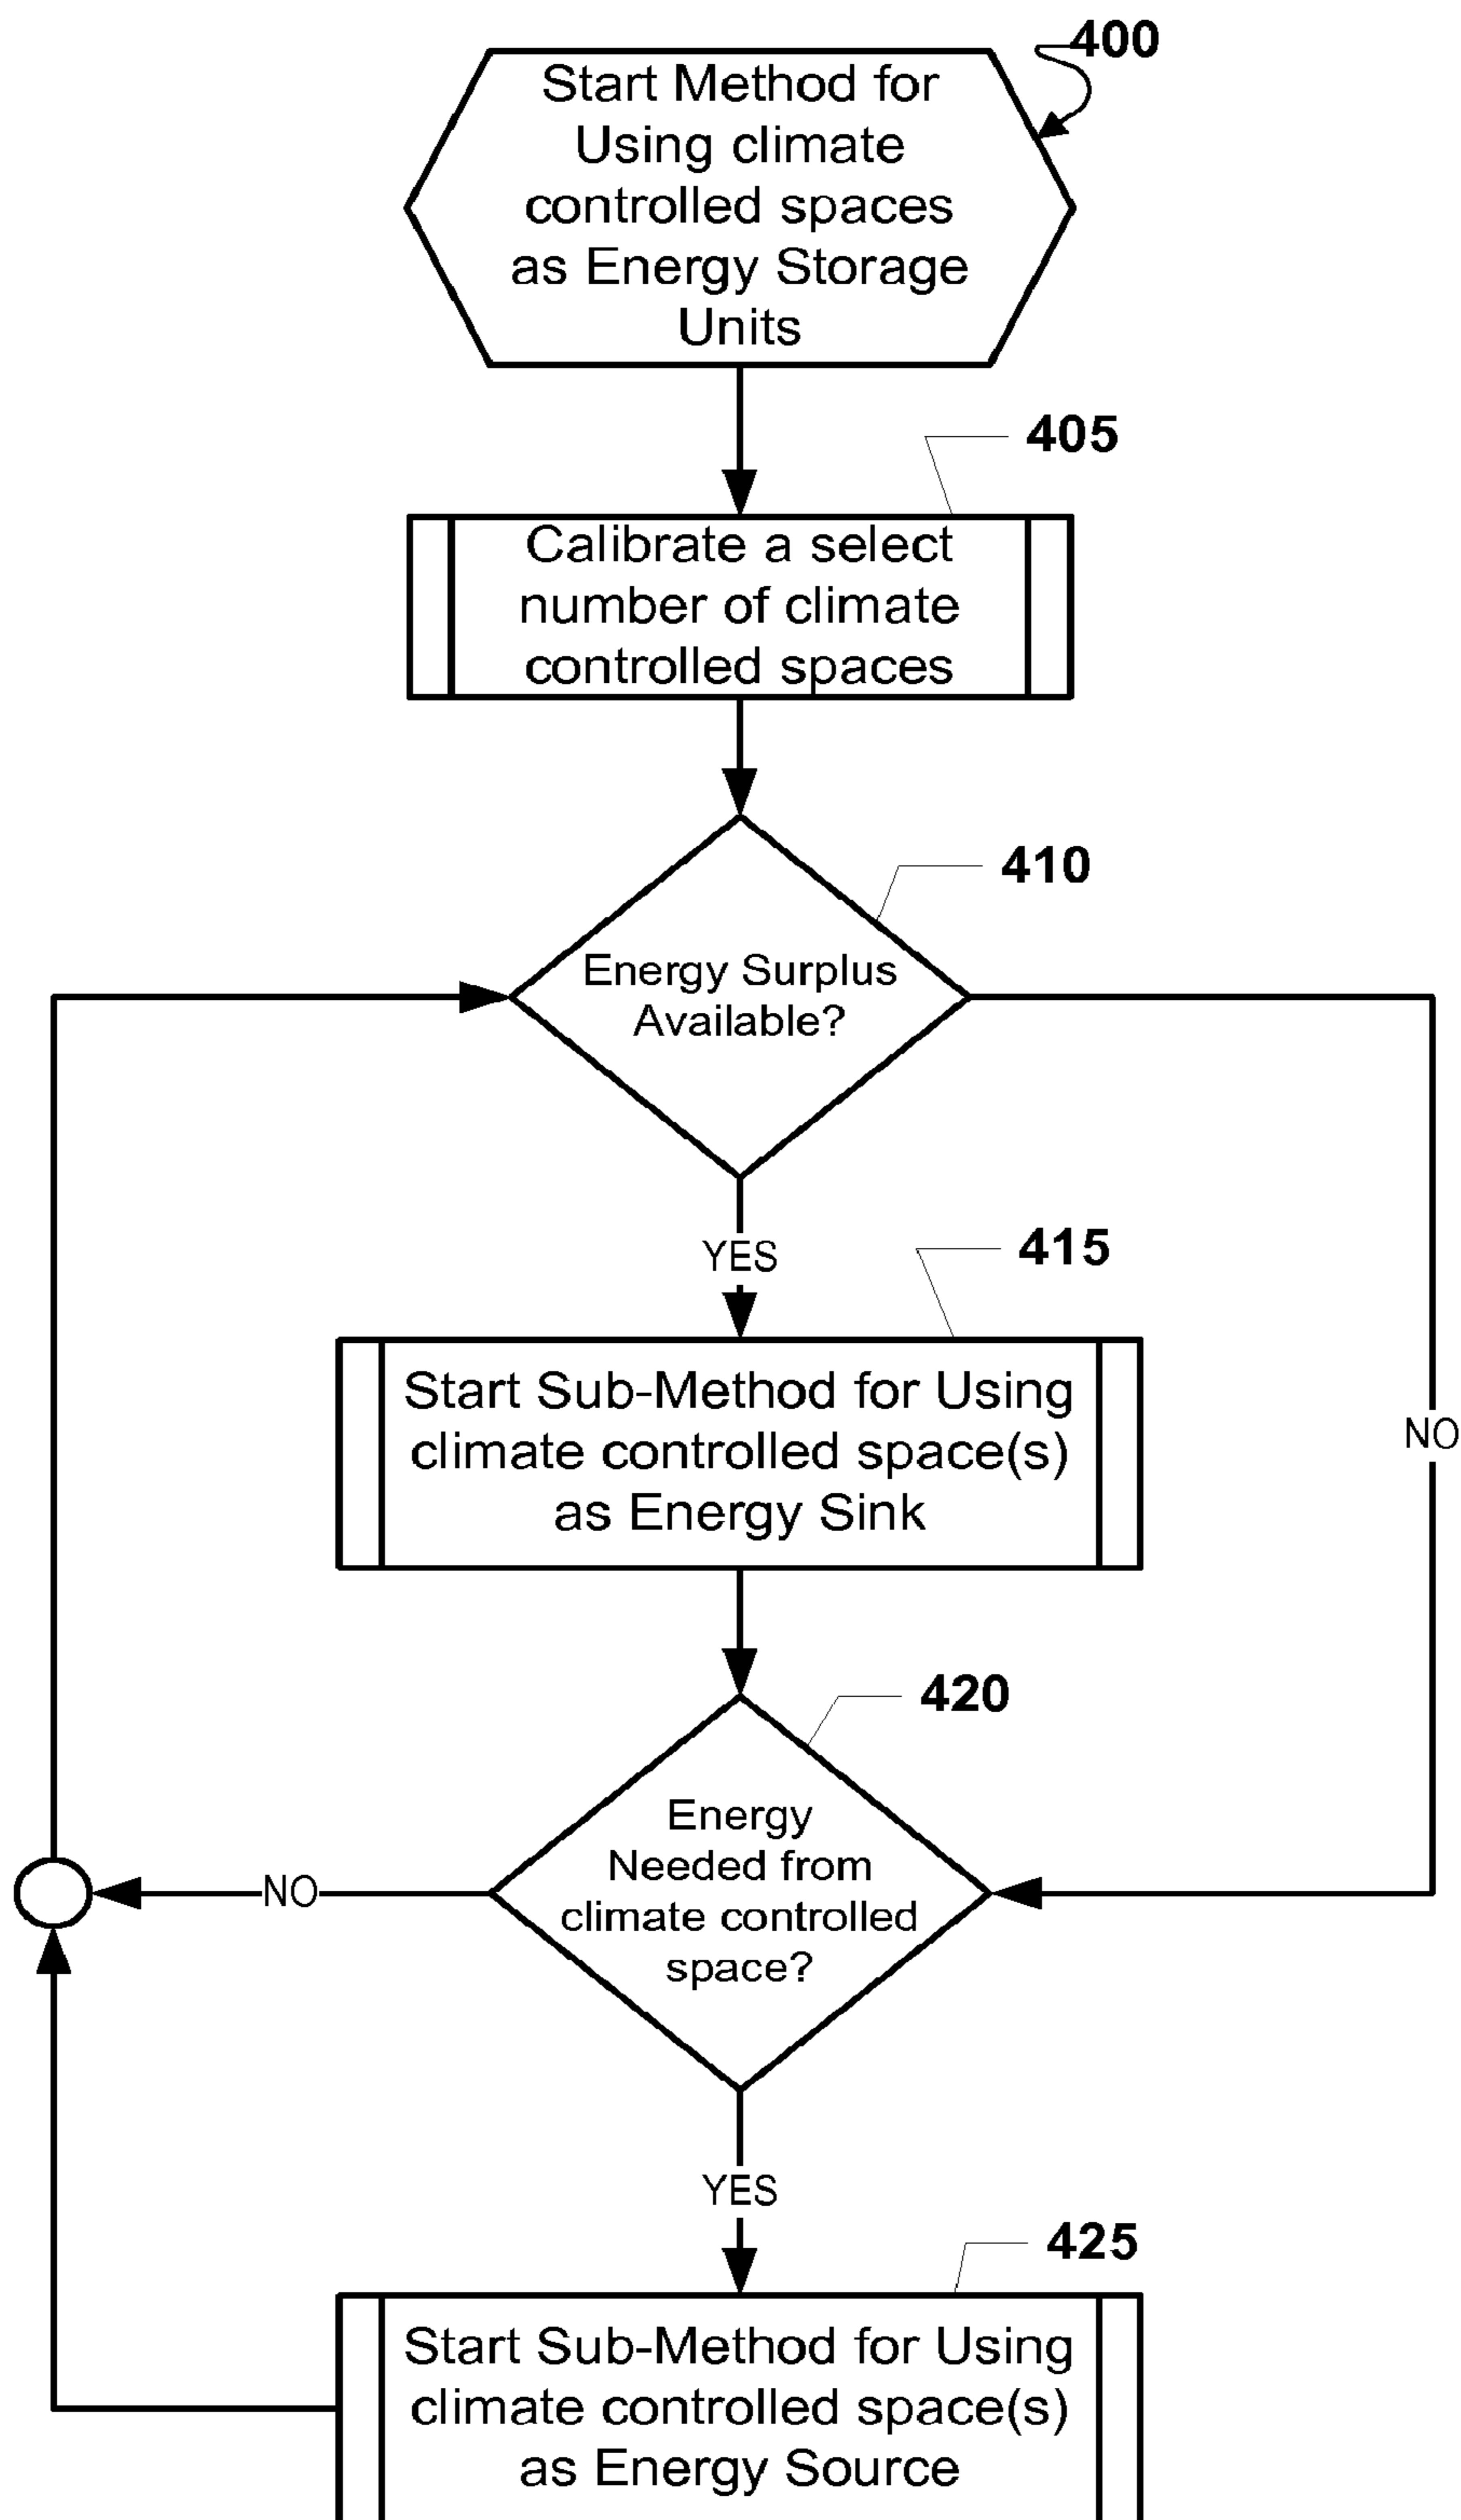 400
Start Method for
Using climate
controlled spaces
as Energy Storage
Units
405
Calibrate a select
number of climate
controlled spaces
410
Energy Surplus
Available?
YES
415
Start Sub-Method for Using
climate controlled space(s)
as Energy Sink
NO
420
Energy
Needed from
climate controlled
space?
NO
YES
425
Start Sub-Method for Using
climate controlled space(s)
as Energy Source